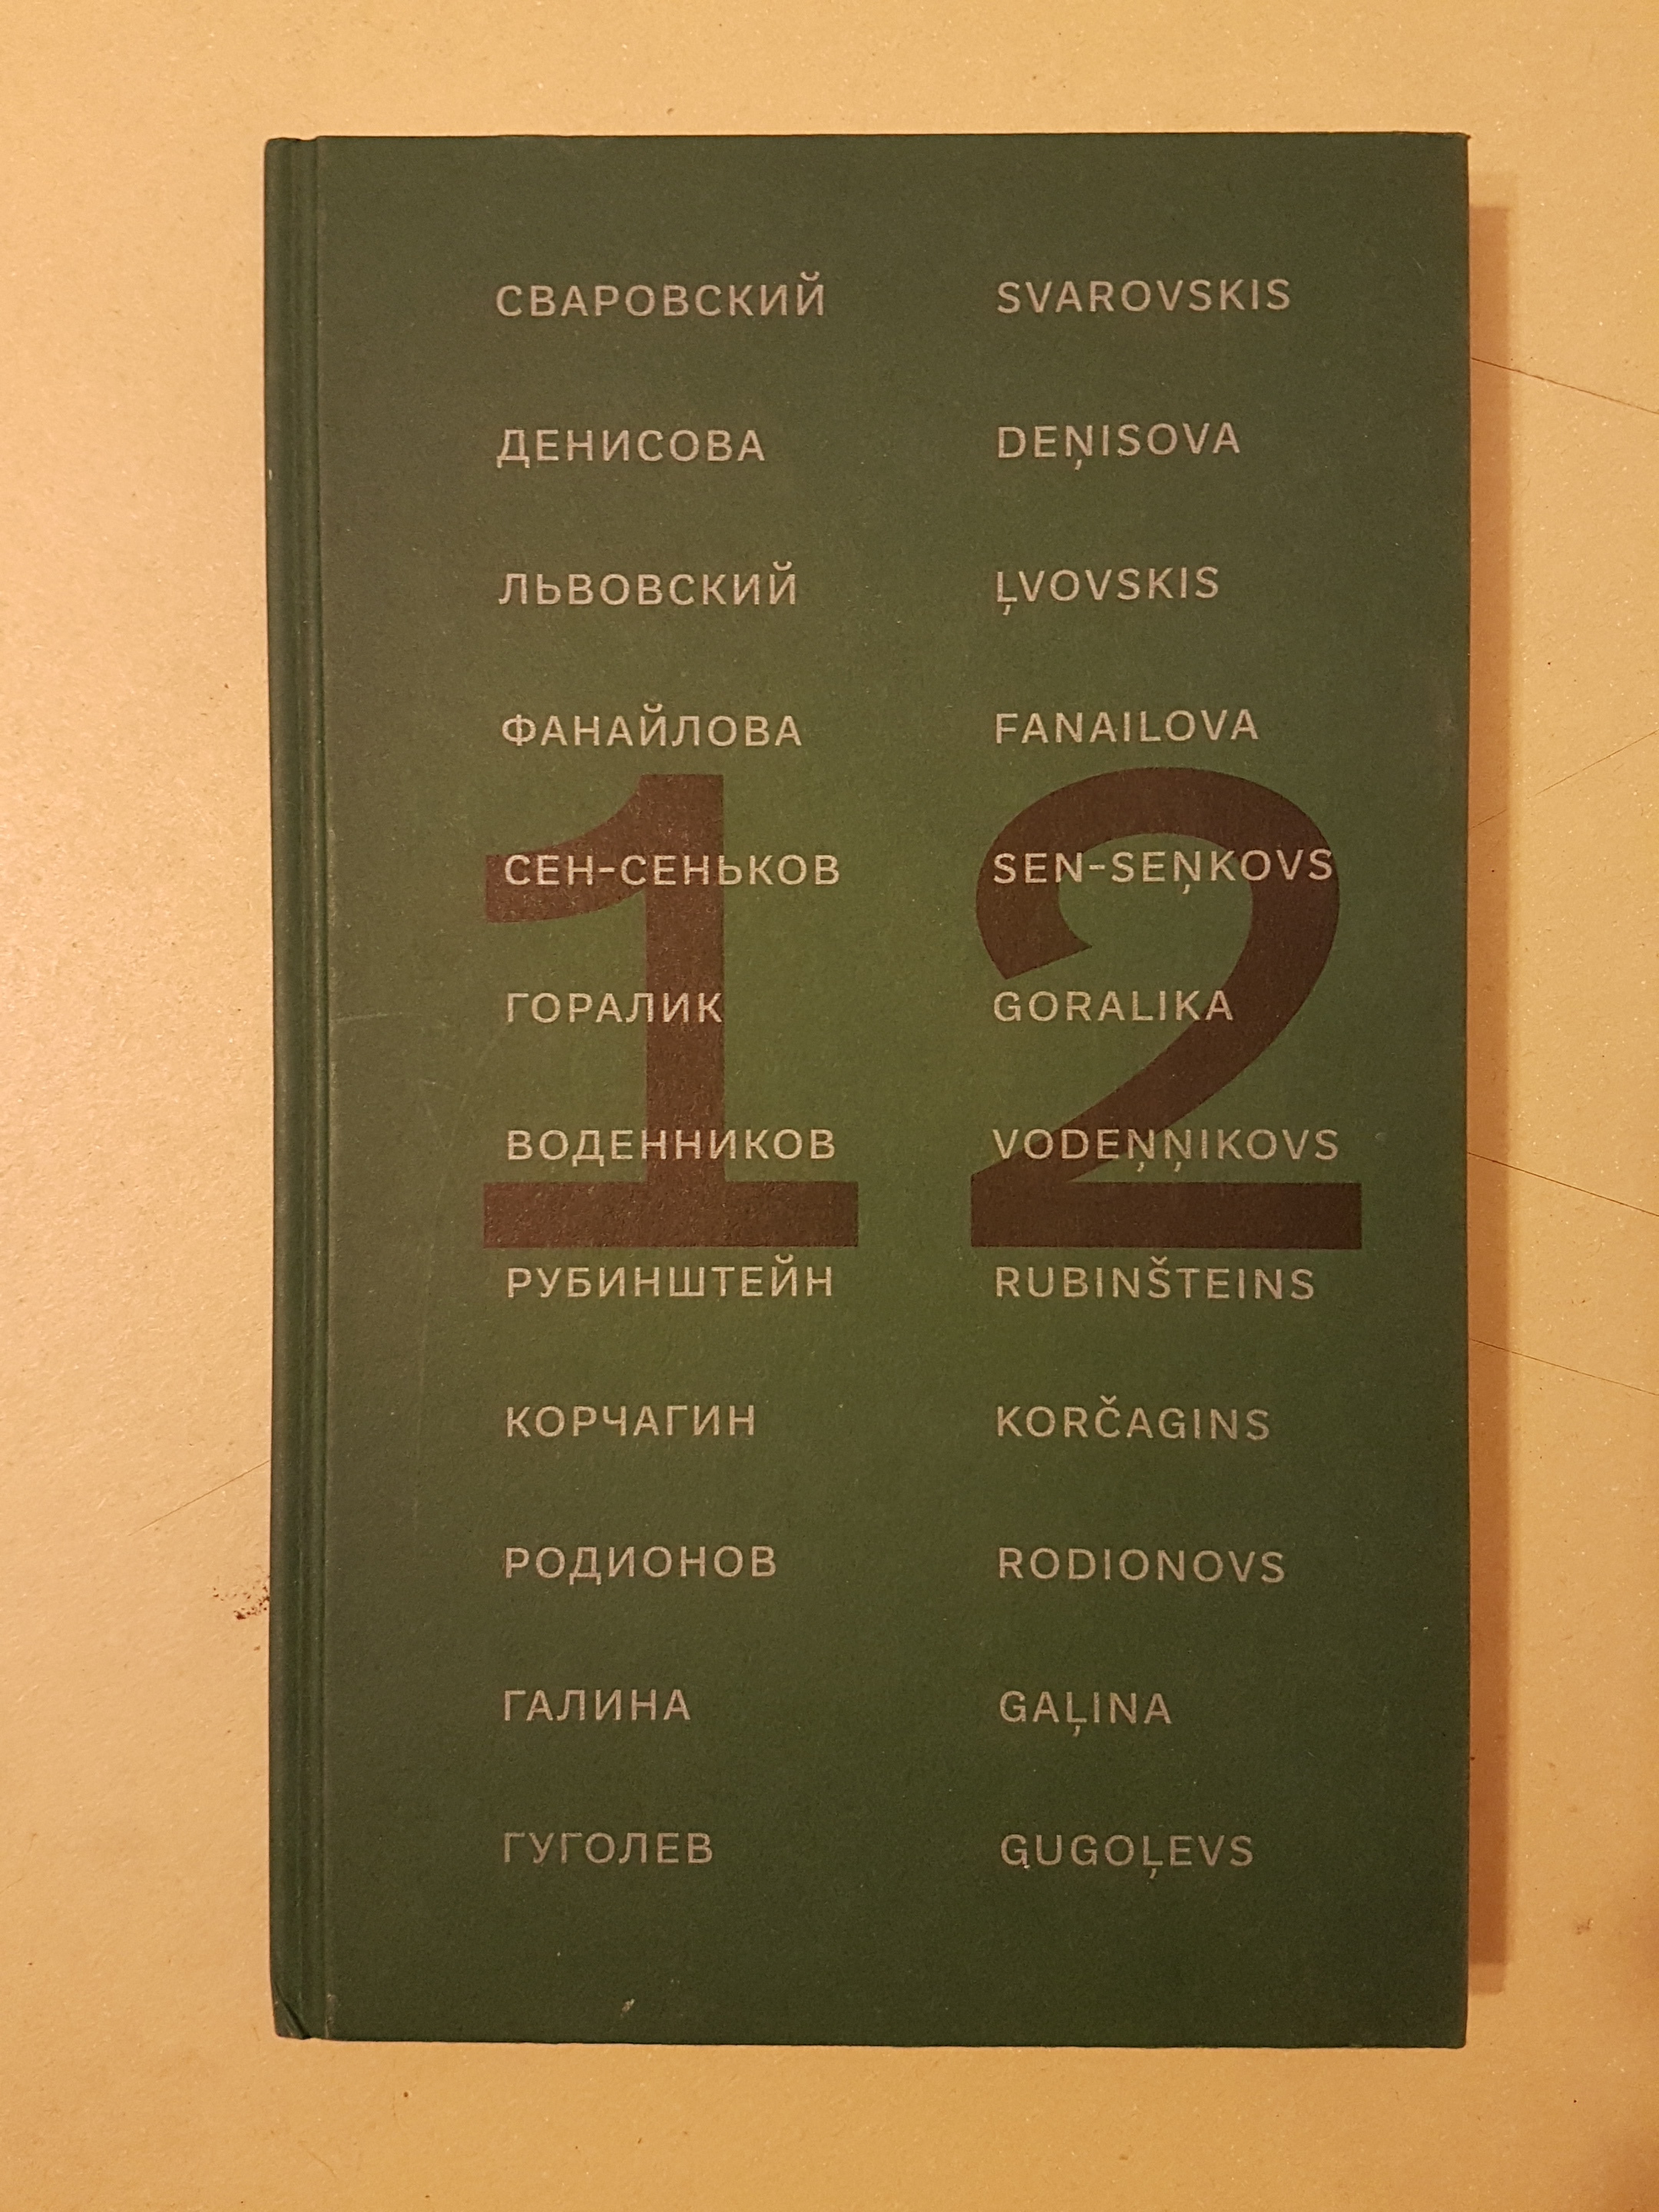 СВАРОВСКИЙ SVAROVSKIS
ДЕНИСОВА DEŅISOVA
ЛЬВОВСКИЙ ĻVOVSKIS
ФАНАЙЛОВА FANAILOVA
12
СЕН-СЕНЬКОВ SEN-SEŅKOVS
ГОРАЛИК GORALIKA
ВОДЕННИКОВ VODEŅŅIKOVS
РУБИНШТЕЙН RUBINŠTEINS
КОРЧАГИН KORČAGINS
РОДИОНОВ RODIONOVS
ГАЛИНА GAĻINA
ГУГОЛЕВ GUGOĻEVS